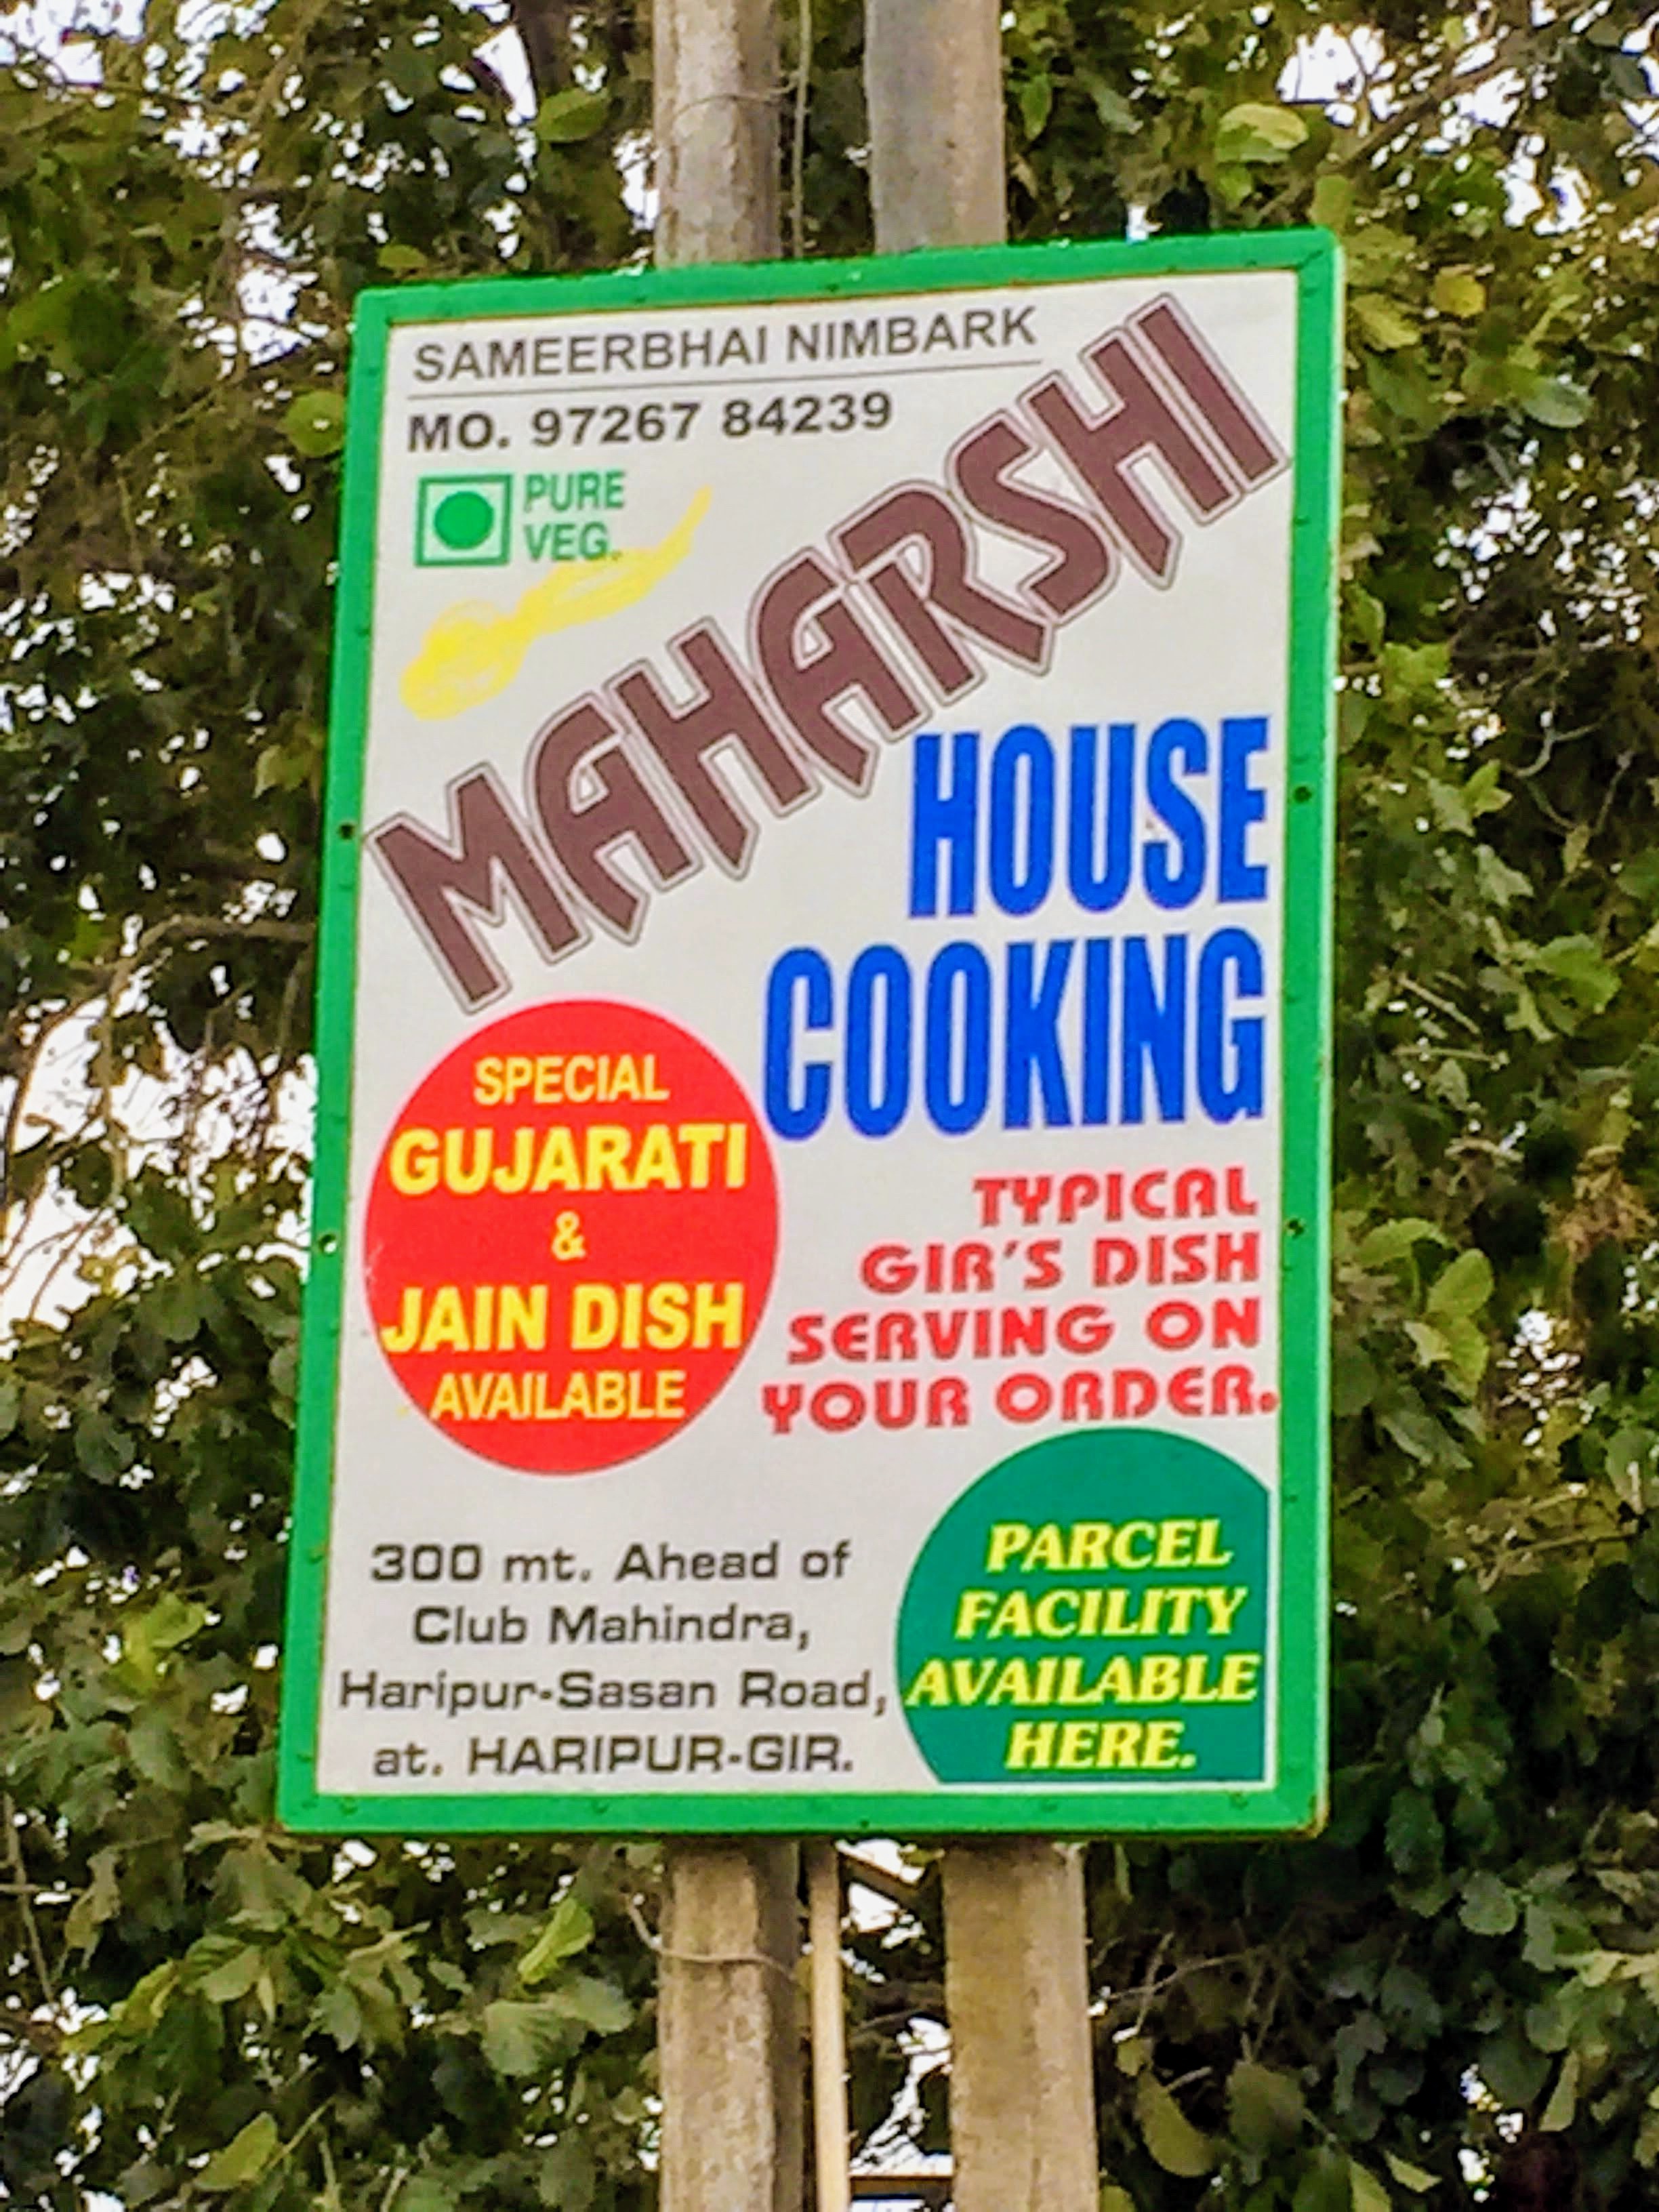 SAMEERBHAI NIMBARK
MO. 97267 84239
PURE
VEG.
MAHARSHI
HOUSE
COOKING
SPECIAL
GUJARATI
&
JAIN DISH
AVAILABLE
TYPICAL
GIR'S DISH
SERVING ON
YOUR ORDER.
300 mt. Ahead of
Club Mahindra,
Haripur-Sasan Road,
at. HARIPUR-GIR.
PARCEL
FACILITY
AVAILABLE
HERE.